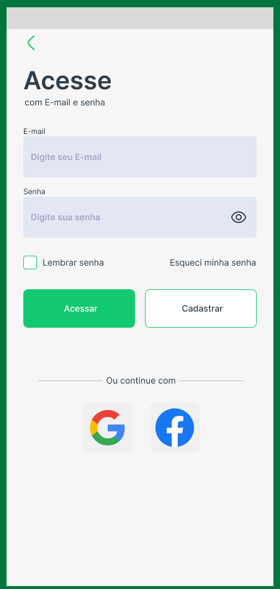 Acesse
com E-mail e senha
E-mail
Digite seu E-mail
Senha
Digite sua senha
Lembrar senha Esqueci minha senha
Acessar Cadastrar
Ou continue com